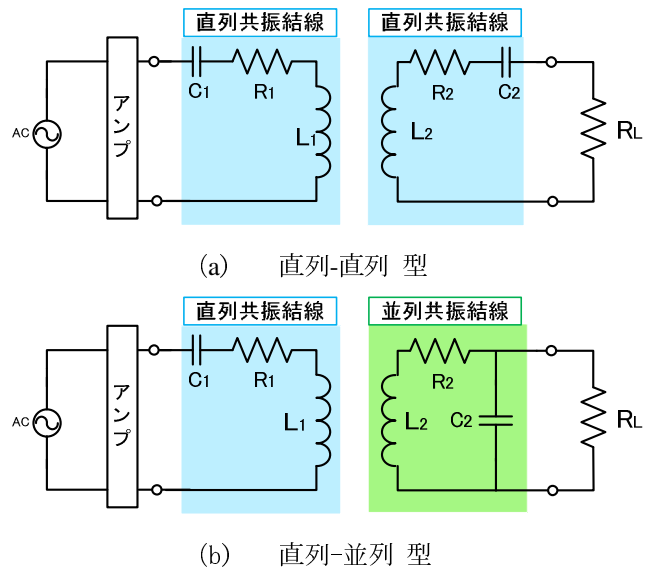 直列共振結線 直列共振結線
アンプ
AC
C1 R1 L1
R2 C2 L2
RL
(a) 直列-直列 型
直列共振結線 並列共振結線
アンプ
AC
C1 R1 L1
R2 L2 C2
RL
(b) 直列-並列 型